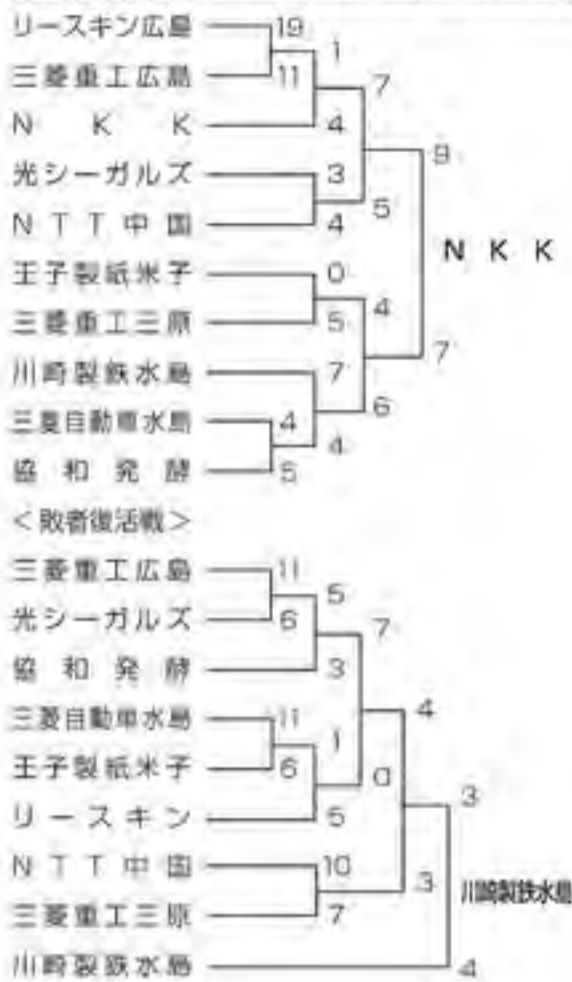 リースキン広島 19
1
三菱重工広島 11
7
N K K 4
9
光シーガルズ 3
5
NTT中国 4
N K K
王子製紙米子 0
4
三菱重工三原 5
7
川崎製鉄水島 7
6
三菱自動車水島 4
4
協和発酵 5
<敗者復活戦>
三菱重工広島 11
5
光シーガルズ 6
7
協和発酵 3
4
三菱自動車水島 11
1
王子製紙米子 6
0
3
リースキン 5
NTT中国 10
3
川崎製鉄水島
三菱重工三原 7
川崎製鉄水島 4